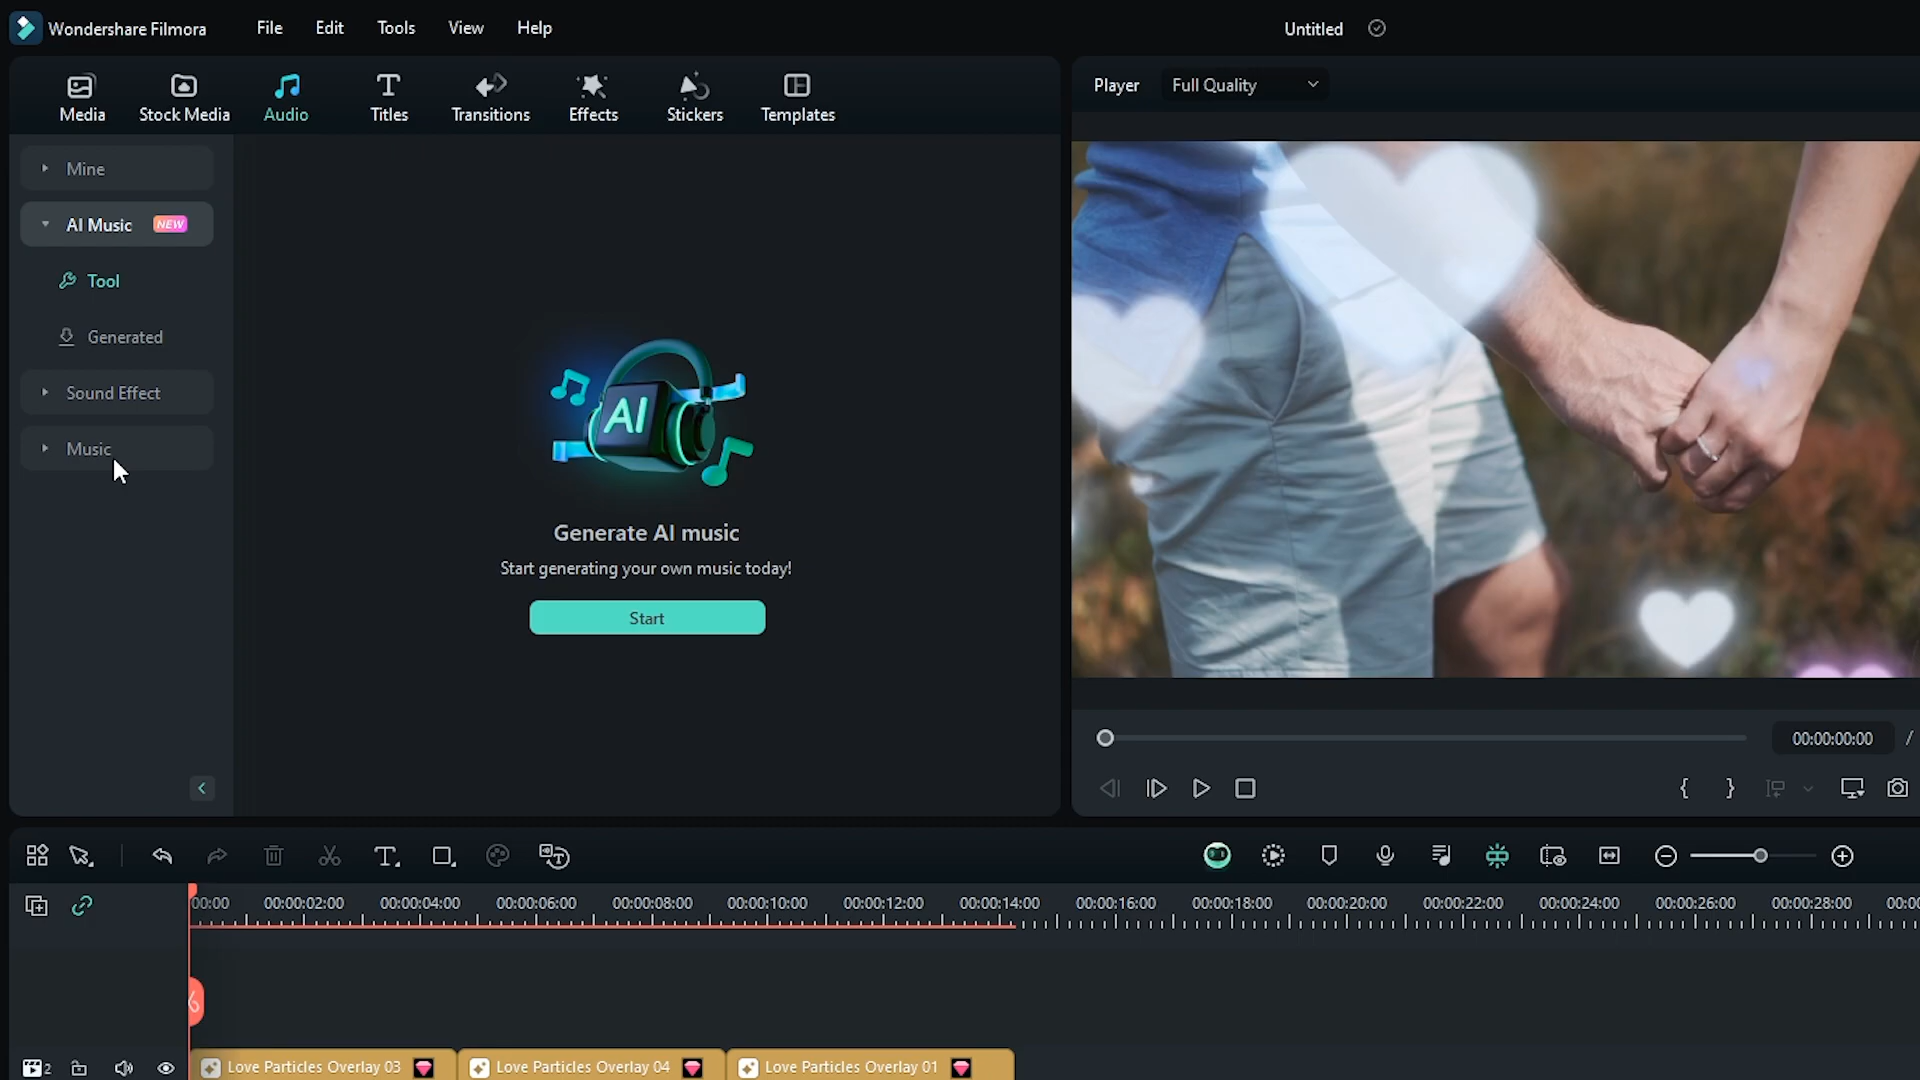 Wondershare Filmora
File Edit Tools View Help
Untitled
Media Stock Media Audio Titles Transitions Effects Stickers Templates
Player Full Quality
Mine
AI Music NEW
Tool
Generated
Sound Effect
Music
AI
Generate AI music
Start generating your own music today!
Start
00:00:00:00 /
{ }
T
00:00 00:00:02:00 00:00:04:00 00:00:06:00 00:00:08:00 00:00:10:00 00:00:12:00 00:00:14:00 00:00:16:00 00:00:18:00 00:00:20:00 00:00:22:00 00:00:24:00 00:00:26:00 00:00:28:00 00:0
2 Love Particles Overlay 03 Love Particles Overlay 04 Love Particles Overlay 01